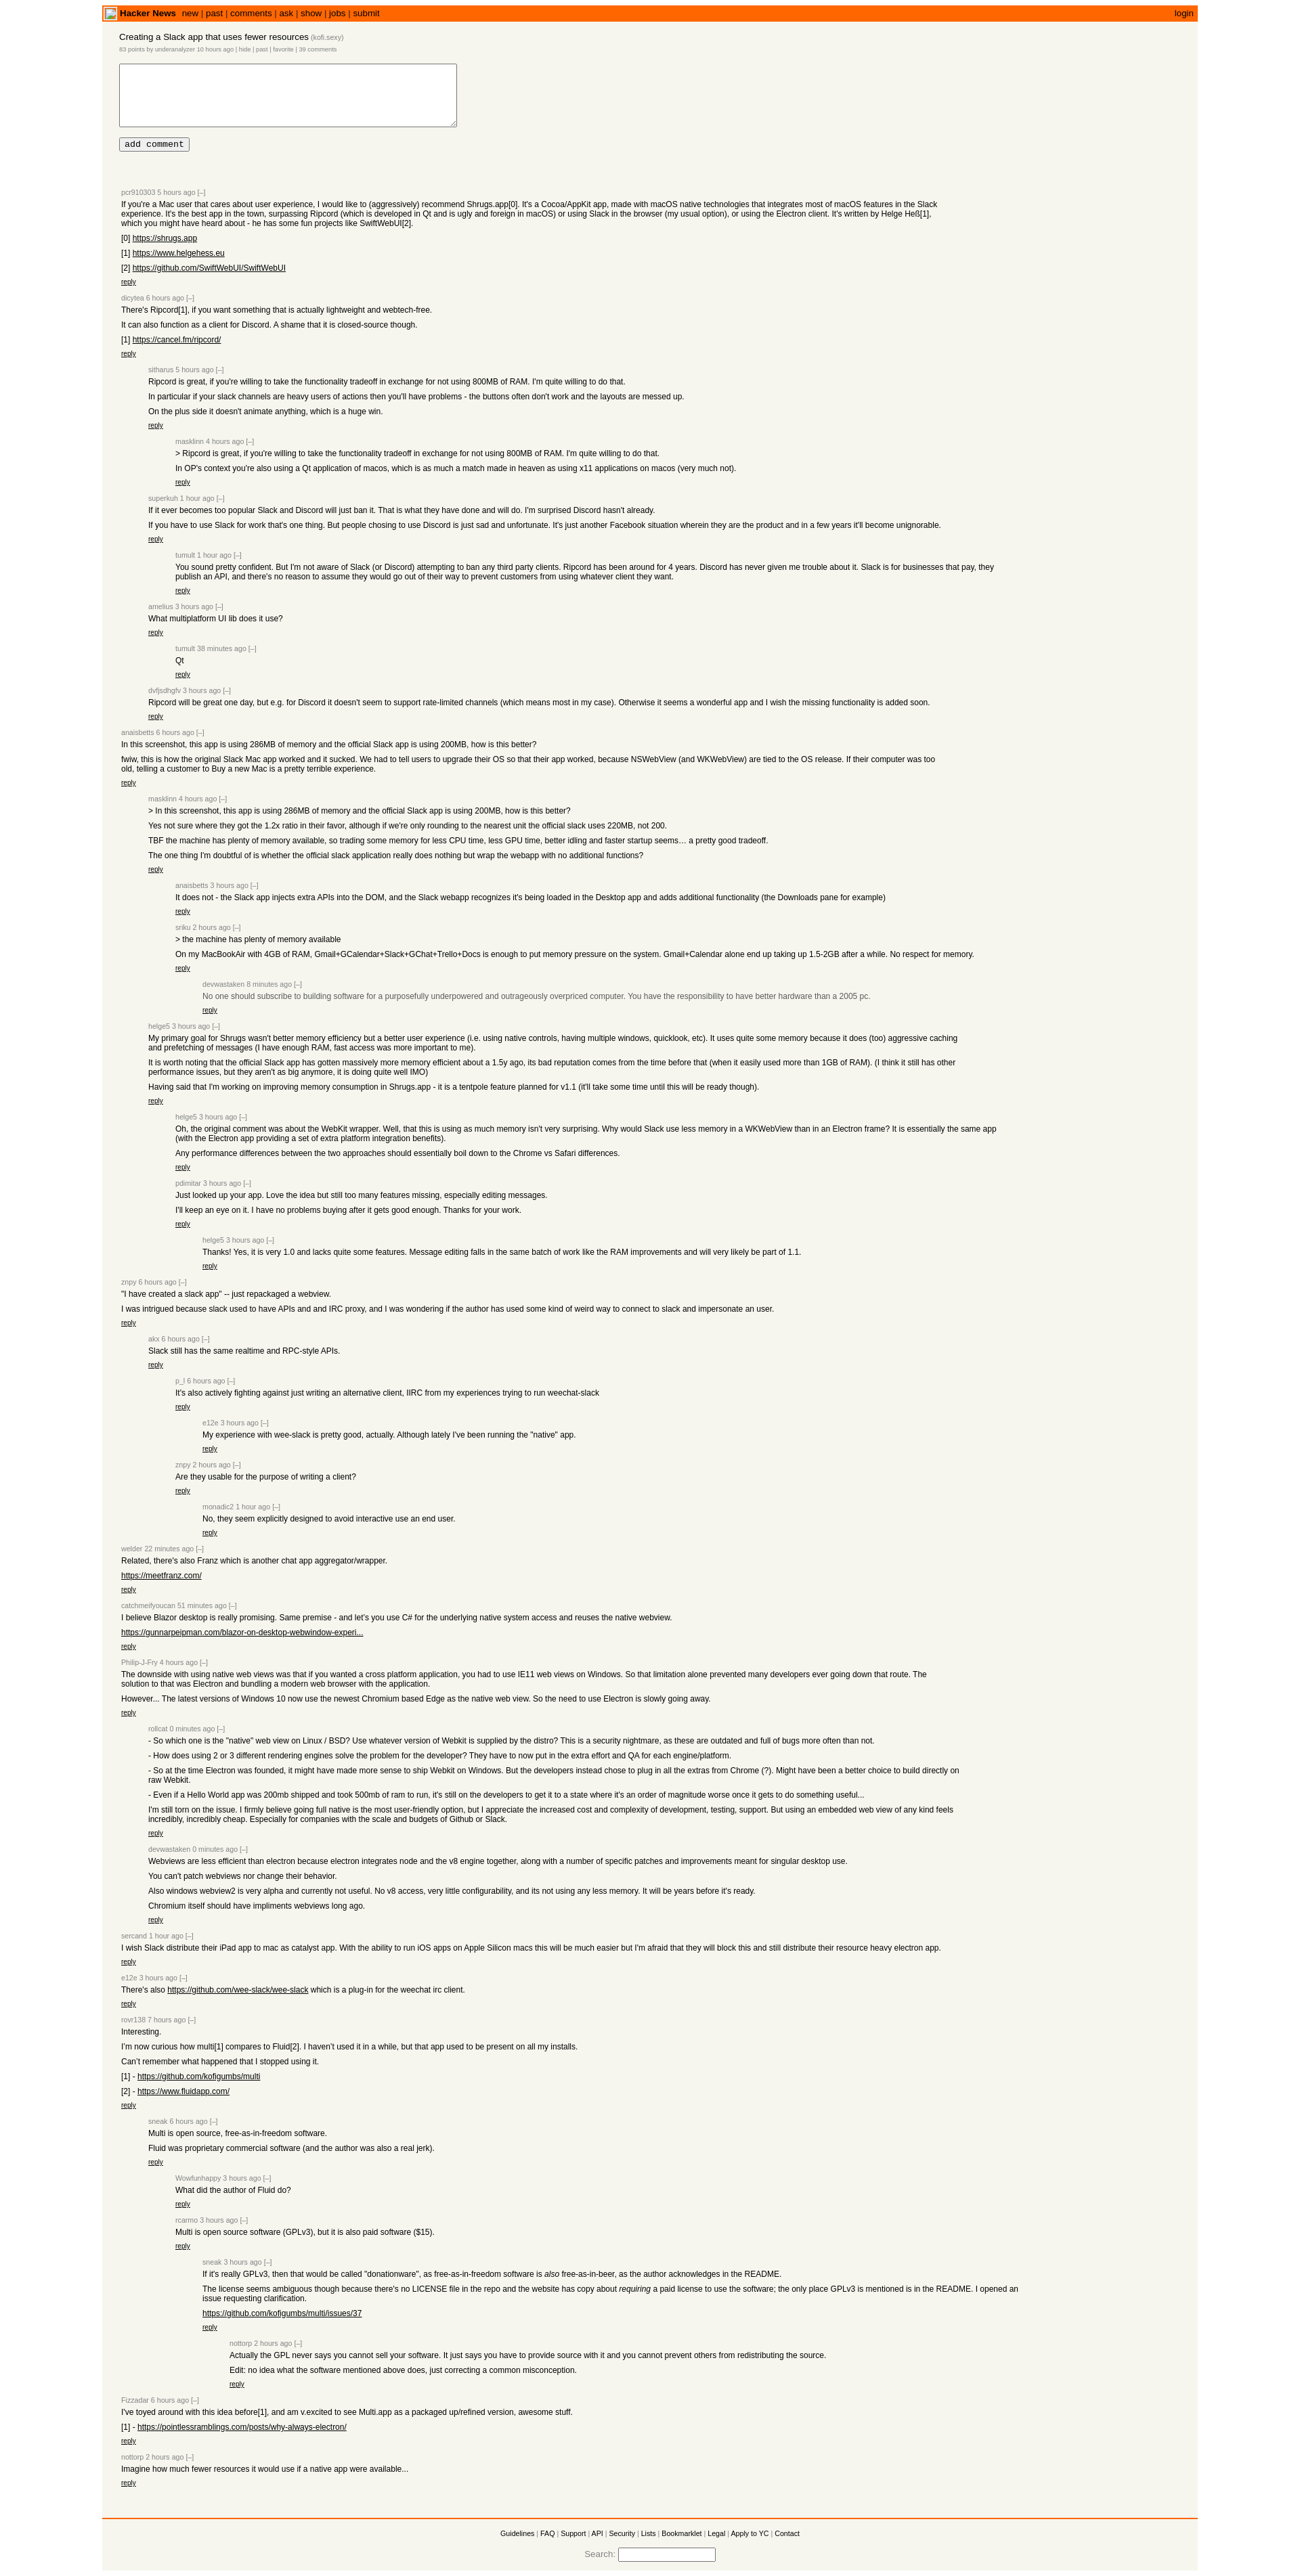 Hacker News new | past | comments | ask | show | jobs | submit login
Creating a Slack app that uses fewer resources (kofi.sexy)
83 points by underanalyzer 10 hours ago | hide | past | favorite | 39 comments
add comment
pcr910303 5 hours ago [–]
If you're a Mac user that cares about user experience, I would like to (aggressively) recommend Shrugs.app[0]. It's a Cocoa/AppKit app, made with macOS native technologies that integrates most of macOS features in the Slack
experience. It's the best app in the town, surpassing Ripcord (which is developed in Qt and is ugly and foreign in macOS) or using Slack in the browser (my usual option), or using the Electron client. It's written by Helge Heß[1],
which you might have heard about - he has some fun projects like SwiftWebUI[2].
[0] https://shrugs.app
[1] https://www.helgehess.eu
[2] https://github.com/SwiftWebUI/SwiftWebUI
reply
dicytea 6 hours ago [–]
There's Ripcord[1], if you want something that is actually lightweight and webtech-free.
It can also function as a client for Discord. A shame that it is closed-source though.
[1] https://cancel.fm/ripcord/
reply
sitharus 5 hours ago [–]
Ripcord is great, if you're willing to take the functionality tradeoff in exchange for not using 800MB of RAM. I'm quite willing to do that.
In particular if your slack channels are heavy users of actions then you'll have problems - the buttons often don't work and the layouts are messed up.
On the plus side it doesn't animate anything, which is a huge win.
reply
masklinn 4 hours ago [–]
> Ripcord is great, if you're willing to take the functionality tradeoff in exchange for not using 800MB of RAM. I'm quite willing to do that.
In OP's context you're also using a Qt application of macos, which is as much a match made in heaven as using x11 applications on macos (very much not).
reply
superkuh 1 hour ago [–]
If it ever becomes too popular Slack and Discord will just ban it. That is what they have done and will do. I'm surprised Discord hasn't already.
If you have to use Slack for work that's one thing. But people chosing to use Discord is just sad and unfortunate. It's just another Facebook situation wherein they are the product and in a few years it'll become unignorable.
reply
tumult 1 hour ago [–]
You sound pretty confident. But I'm not aware of Slack (or Discord) attempting to ban any third party clients. Ripcord has been around for 4 years. Discord has never given me trouble about it. Slack is for businesses that pay, they
publish an API, and there's no reason to assume they would go out of their way to prevent customers from using whatever client they want.
reply
amelius 3 hours ago [–]
What multiplatform UI lib does it use?
reply
tumult 38 minutes ago [–]
Qt
reply
dvfjsdhgfv 3 hours ago [–]
Ripcord will be great one day, but e.g. for Discord it doesn't seem to support rate-limited channels (which means most in my case). Otherwise it seems a wonderful app and I wish the missing functionality is added soon.
reply
anaisbetts 6 hours ago [–]
In this screenshot, this app is using 286MB of memory and the official Slack app is using 200MB, how is this better?
fwiw, this is how the original Slack Mac app worked and it sucked. We had to tell users to upgrade their OS so that their app worked, because NSWebView (and WKWebView) are tied to the OS release. If their computer was too
old, telling a customer to Buy a new Mac is a pretty terrible experience.
reply
masklinn 4 hours ago [–]
> In this screenshot, this app is using 286MB of memory and the official Slack app is using 200MB, how is this better?
Yes not sure where they got the 1.2x ratio in their favor, although if we're only rounding to the nearest unit the official slack uses 220MB, not 200.
TBF the machine has plenty of memory available, so trading some memory for less CPU time, less GPU time, better idling and faster startup seems… a pretty good tradeoff.
The one thing I'm doubtful of is whether the official slack application really does nothing but wrap the webapp with no additional functions?
reply
anaisbetts 3 hours ago [–]
It does not - the Slack app injects extra APIs into the DOM, and the Slack webapp recognizes it's being loaded in the Desktop app and adds additional functionality (the Downloads pane for example)
reply
sriku 2 hours ago [–]
> the machine has plenty of memory available
On my MacBookAir with 4GB of RAM, Gmail+GCalendar+Slack+GChat+Trello+Docs is enough to put memory pressure on the system. Gmail+Calendar alone end up taking up 1.5-2GB after a while. No respect for memory.
reply
devwastaken 8 minutes ago [–]
No one should subscribe to building software for a purposefully underpowered and outrageously overpriced computer. You have the responsibility to have better hardware than a 2005 pc.
reply
helge5 3 hours ago [–]
My primary goal for Shrugs wasn't better memory efficiency but a better user experience (i.e. using native controls, having multiple windows, quicklook, etc). It uses quite some memory because it does (too) aggressive caching
and prefetching of messages (I have enough RAM, fast access was more important to me).
It is worth noting that the official Slack app has gotten massively more memory efficient about a 1.5y ago, its bad reputation comes from the time before that (when it easily used more than 1GB of RAM). (I think it still has other
performance issues, but they aren't as big anymore, it is doing quite well IMO)
Having said that I'm working on improving memory consumption in Shrugs.app - it is a tentpole feature planned for v1.1 (it'll take some time until this will be ready though).
reply
helge5 3 hours ago [–]
Oh, the original comment was about the WebKit wrapper. Well, that this is using as much memory isn't very surprising. Why would Slack use less memory in a WKWebView than in an Electron frame? It is essentially the same app
(with the Electron app providing a set of extra platform integration benefits).
Any performance differences between the two approaches should essentially boil down to the Chrome vs Safari differences.
reply
pdimitar 3 hours ago [–]
Just looked up your app. Love the idea but still too many features missing, especially editing messages.
I'll keep an eye on it. I have no problems buying after it gets good enough. Thanks for your work.
reply
helge5 3 hours ago [–]
Thanks! Yes, it is very 1.0 and lacks quite some features. Message editing falls in the same batch of work like the RAM improvements and will very likely be part of 1.1.
reply
znpy 6 hours ago [–]
"I have created a slack app" -- just repackaged a webview.
I was intrigued because slack used to have APIs and and IRC proxy, and I was wondering if the author has used some kind of weird way to connect to slack and impersonate an user.
reply
akx 6 hours ago [–]
Slack still has the same realtime and RPC-style APIs.
reply
p_l 6 hours ago [–]
It's also actively fighting against just writing an alternative client, IIRC from my experiences trying to run weechat-slack
reply
e12e 3 hours ago [–]
My experience with wee-slack is pretty good, actually. Although lately I've been running the "native" app.
reply
znpy 2 hours ago [–]
Are they usable for the purpose of writing a client?
reply
monadic2 1 hour ago [–]
No, they seem explicitly designed to avoid interactive use an end user.
reply
welder 22 minutes ago [–]
Related, there's also Franz which is another chat app aggregator/wrapper.
https://meetfranz.com/
reply
catchmeifyoucan 51 minutes ago [–]
I believe Blazor desktop is really promising. Same premise - and let's you use C# for the underlying native system access and reuses the native webview.
https://gunnarpeipman.com/blazor-on-desktop-webwindow-experi...
reply
Philip-J-Fry 4 hours ago [–]
The downside with using native web views was that if you wanted a cross platform application, you had to use IE11 web views on Windows. So that limitation alone prevented many developers ever going down that route. The
solution to that was Electron and bundling a modern web browser with the application.
However... The latest versions of Windows 10 now use the newest Chromium based Edge as the native web view. So the need to use Electron is slowly going away.
reply
rollcat 0 minutes ago [–]
- So which one is the "native" web view on Linux / BSD? Use whatever version of Webkit is supplied by the distro? This is a security nightmare, as these are outdated and full of bugs more often than not.
- How does using 2 or 3 different rendering engines solve the problem for the developer? They have to now put in the extra effort and QA for each engine/platform.
- So at the time Electron was founded, it might have made more sense to ship Webkit on Windows. But the developers instead chose to plug in all the extras from Chrome (?). Might have been a better choice to build directly on
raw Webkit.
- Even if a Hello World app was 200mb shipped and took 500mb of ram to run, it's still on the developers to get it to a state where it's an order of magnitude worse once it gets to do something useful...
I'm still torn on the issue. I firmly believe going full native is the most user-friendly option, but I appreciate the increased cost and complexity of development, testing, support. But using an embedded web view of any kind feels
incredibly, incredibly cheap. Especially for companies with the scale and budgets of Github or Slack.
reply
devwastaken 0 minutes ago [–]
Webviews are less efficient than electron because electron integrates node and the v8 engine together, along with a number of specific patches and improvements meant for singular desktop use.
You can't patch webviews nor change their behavior.
Also windows webview2 is very alpha and currently not useful. No v8 access, very little configurability, and its not using any less memory. It will be years before it's ready.
Chromium itself should have impliments webviews long ago.
reply
sercand 1 hour ago [–]
I wish Slack distribute their iPad app to mac as catalyst app. With the ability to run iOS apps on Apple Silicon macs this will be much easier but I'm afraid that they will block this and still distribute their resource heavy electron app.
reply
e12e 3 hours ago [–]
There's also https://github.com/wee-slack/wee-slack which is a plug-in for the weechat irc client.
reply
rovr138 7 hours ago [–]
Interesting.
I'm now curious how multi[1] compares to Fluid[2]. I haven't used it in a while, but that app used to be present on all my installs.
Can't remember what happened that I stopped using it.
[1] - https://github.com/kofigumbs/multi
[2] - https://www.fluidapp.com/
reply
sneak 6 hours ago [–]
Multi is open source, free-as-in-freedom software.
Fluid was proprietary commercial software (and the author was also a real jerk).
reply
Wowfunhappy 3 hours ago [–]
What did the author of Fluid do?
reply
rcarmo 3 hours ago [–]
Multi is open source software (GPLv3), but it is also paid software ($15).
reply
sneak 3 hours ago [–]
If it's really GPLv3, then that would be called "donationware", as free-as-in-freedom software is also free-as-in-beer, as the author acknowledges in the README.
The license seems ambiguous though because there's no LICENSE file in the repo and the website has copy about requiring a paid license to use the software; the only place GPLv3 is mentioned is in the README. I opened an
issue requesting clarification.
https://github.com/kofigumbs/multi/issues/37
reply
nottorp 2 hours ago [–]
Actually the GPL never says you cannot sell your software. It just says you have to provide source with it and you cannot prevent others from redistributing the source.
Edit: no idea what the software mentioned above does, just correcting a common misconception.
reply
Fizzadar 6 hours ago [–]
I've toyed around with this idea before[1], and am v.excited to see Multi.app as a packaged up/refined version, awesome stuff.
[1] - https://pointlessramblings.com/posts/why-always-electron/
reply
nottorp 2 hours ago [–]
Imagine how much fewer resources it would use if a native app were available...
reply
Guidelines | FAQ | Support | API | Security | Lists | Bookmarklet | Legal | Apply to YC | Contact
Search: